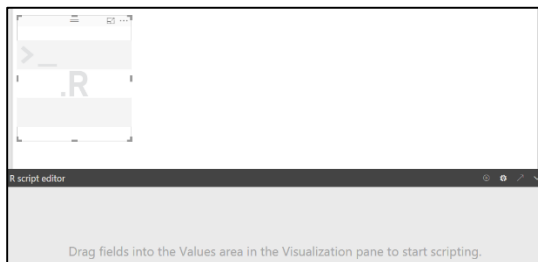 >_
.R
R script editor
Drag fields into the Values area in the Visualization pane to start scripting.